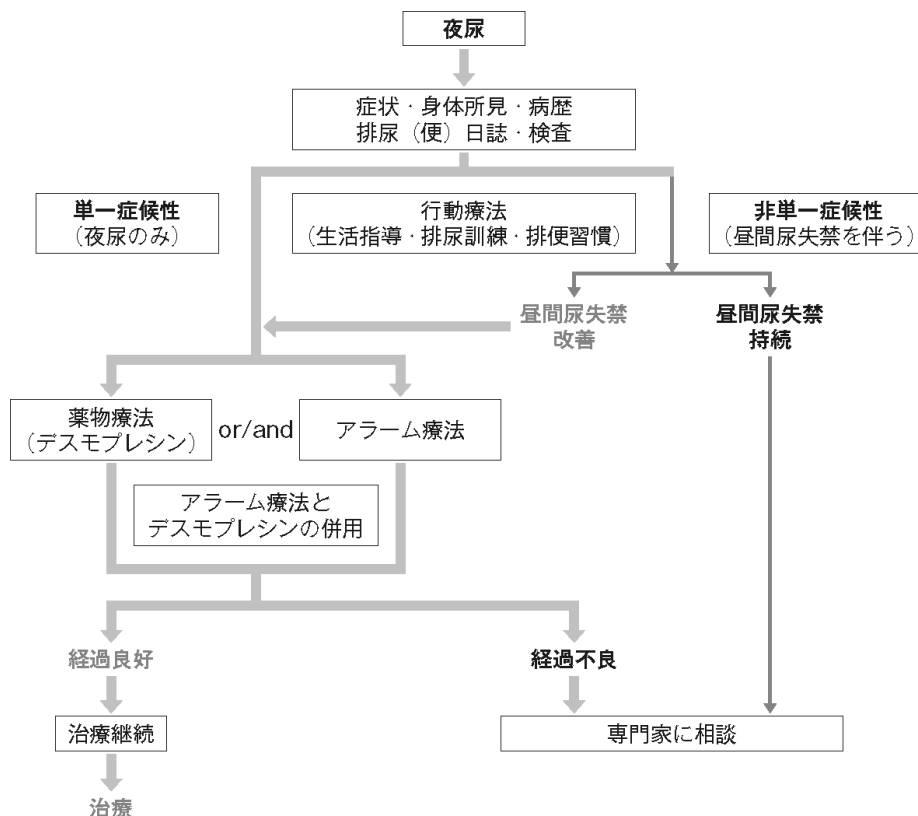 夜尿
症状・身体所見・病歴
排尿（便）日誌・検査
単一症候性
（夜尿のみ）
行動療法
（生活指導・排尿訓練・排便習慣）
非単一症候性
（昼間尿失禁を伴う）
昼間尿失禁
改善
昼間尿失禁
持続
薬物療法
（デスモプレシン）
or/and
アラーム療法
アラーム療法と
デスモプレシンの併用
経過良好
経過不良
治療継続
専門家に相談
治療